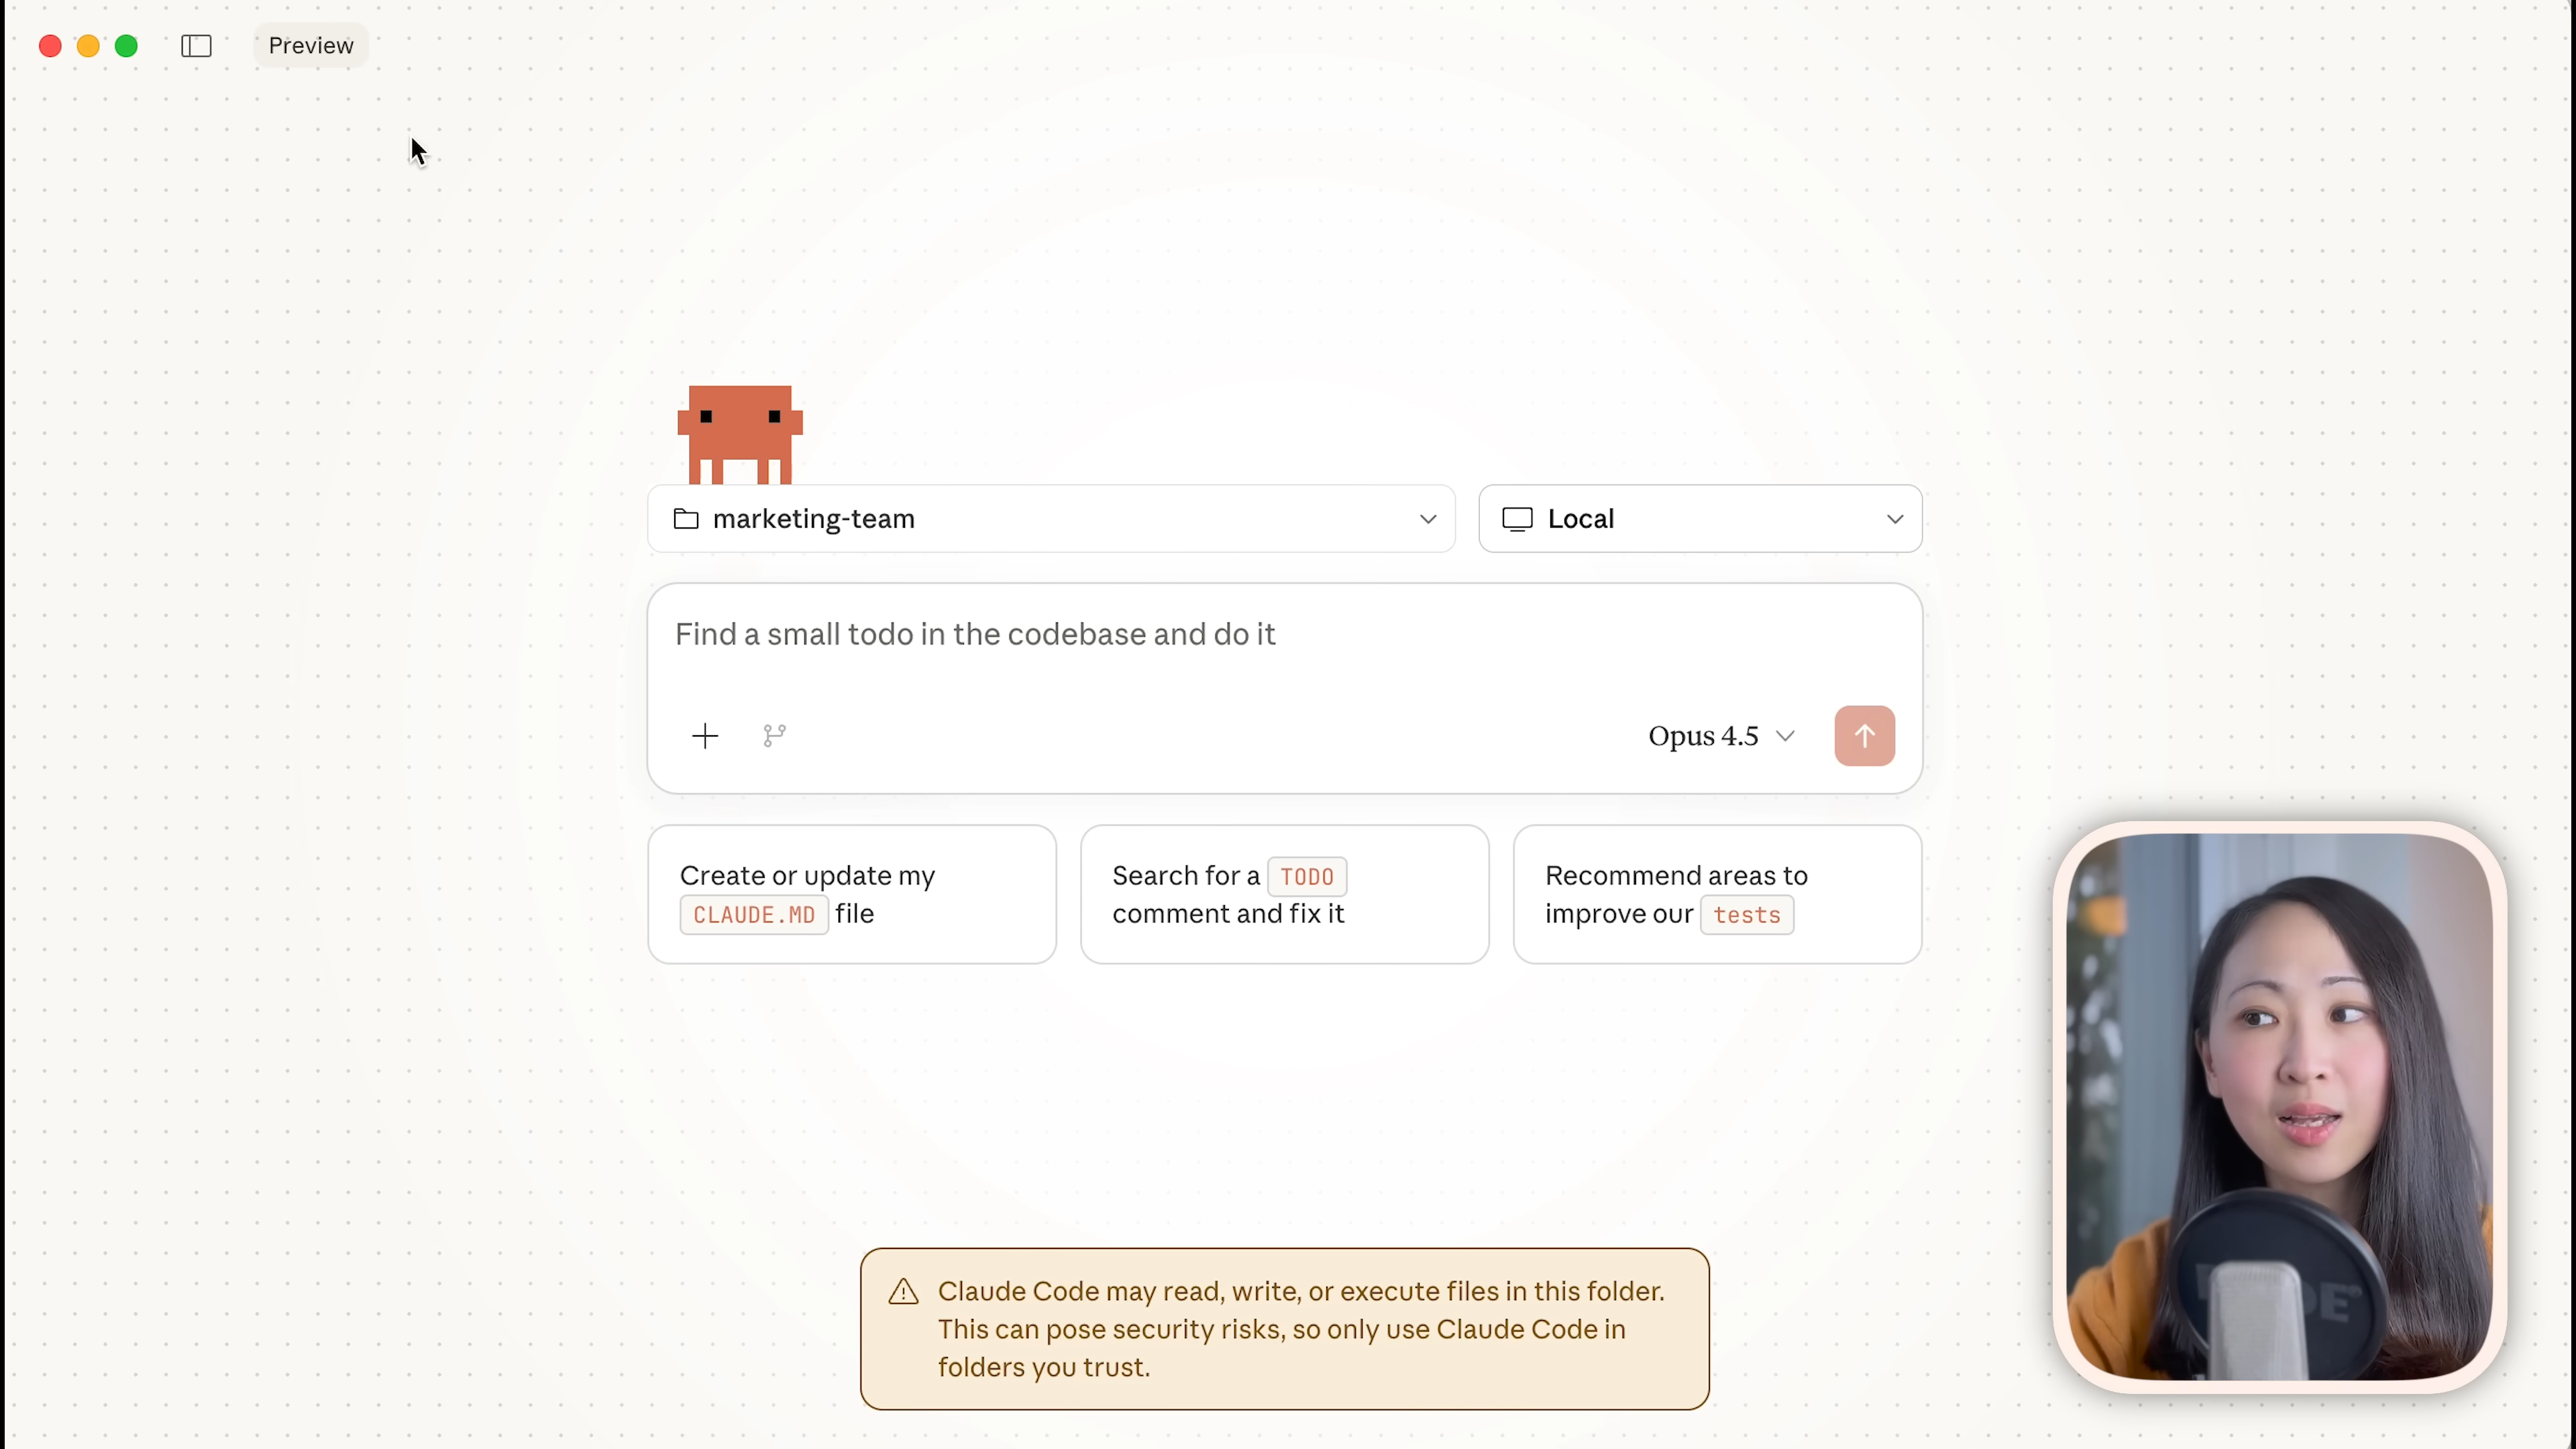 Preview
marketing-team
Local
Find a small todo in the codebase and do it
Opus 4.5
Create or update my
CLAUDE.MD file
Search for a TODO
comment and fix it
Recommend areas to
improve our tests
Claude Code may read, write, or execute files in this folder.
This can pose security risks, so only use Claude Code in
folders you trust.